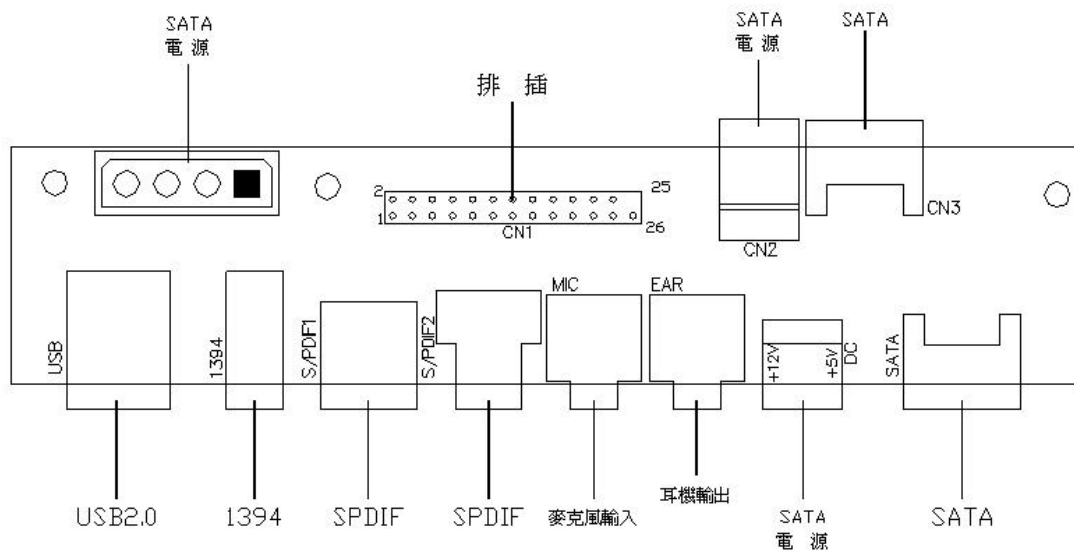 SATA
電 源
SATA
電 源
SATA
排 插
2
25
1
26
CN1
CN2
CN3
USB
1394
S/PDIF1
S/PDIF2
MIC
EAR
+12V
+5V
DC
SATA
USB2.0
1394
SPDIF
SPDIF
麥克風輸入
耳機輸出
SATA
電 源
SATA